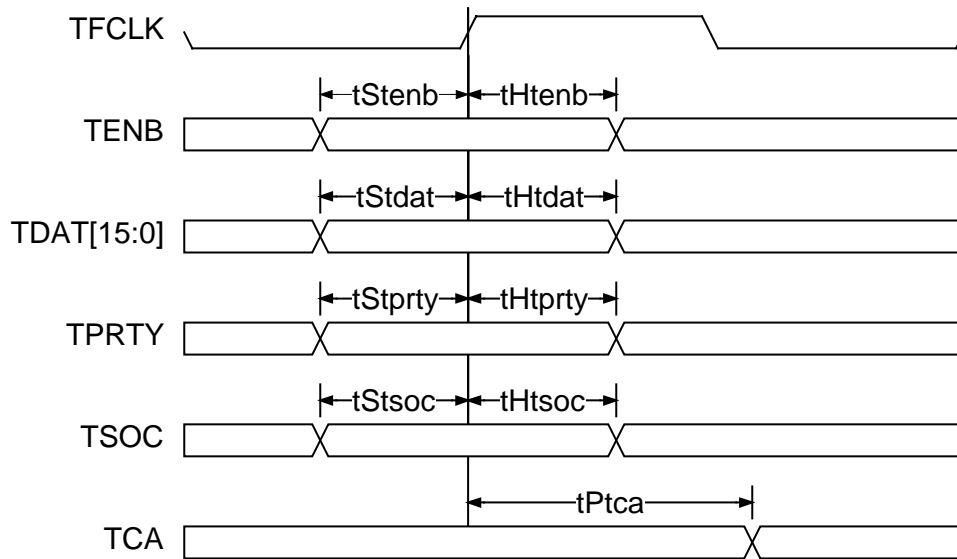 TFCLK
tStenb tHtenb
TENB
tStdat tHtdat
TDAT[15:0]
tStprty tHtprty
TPRTY
tStsoc tHtsoc
TSOC
tPtca
TCA